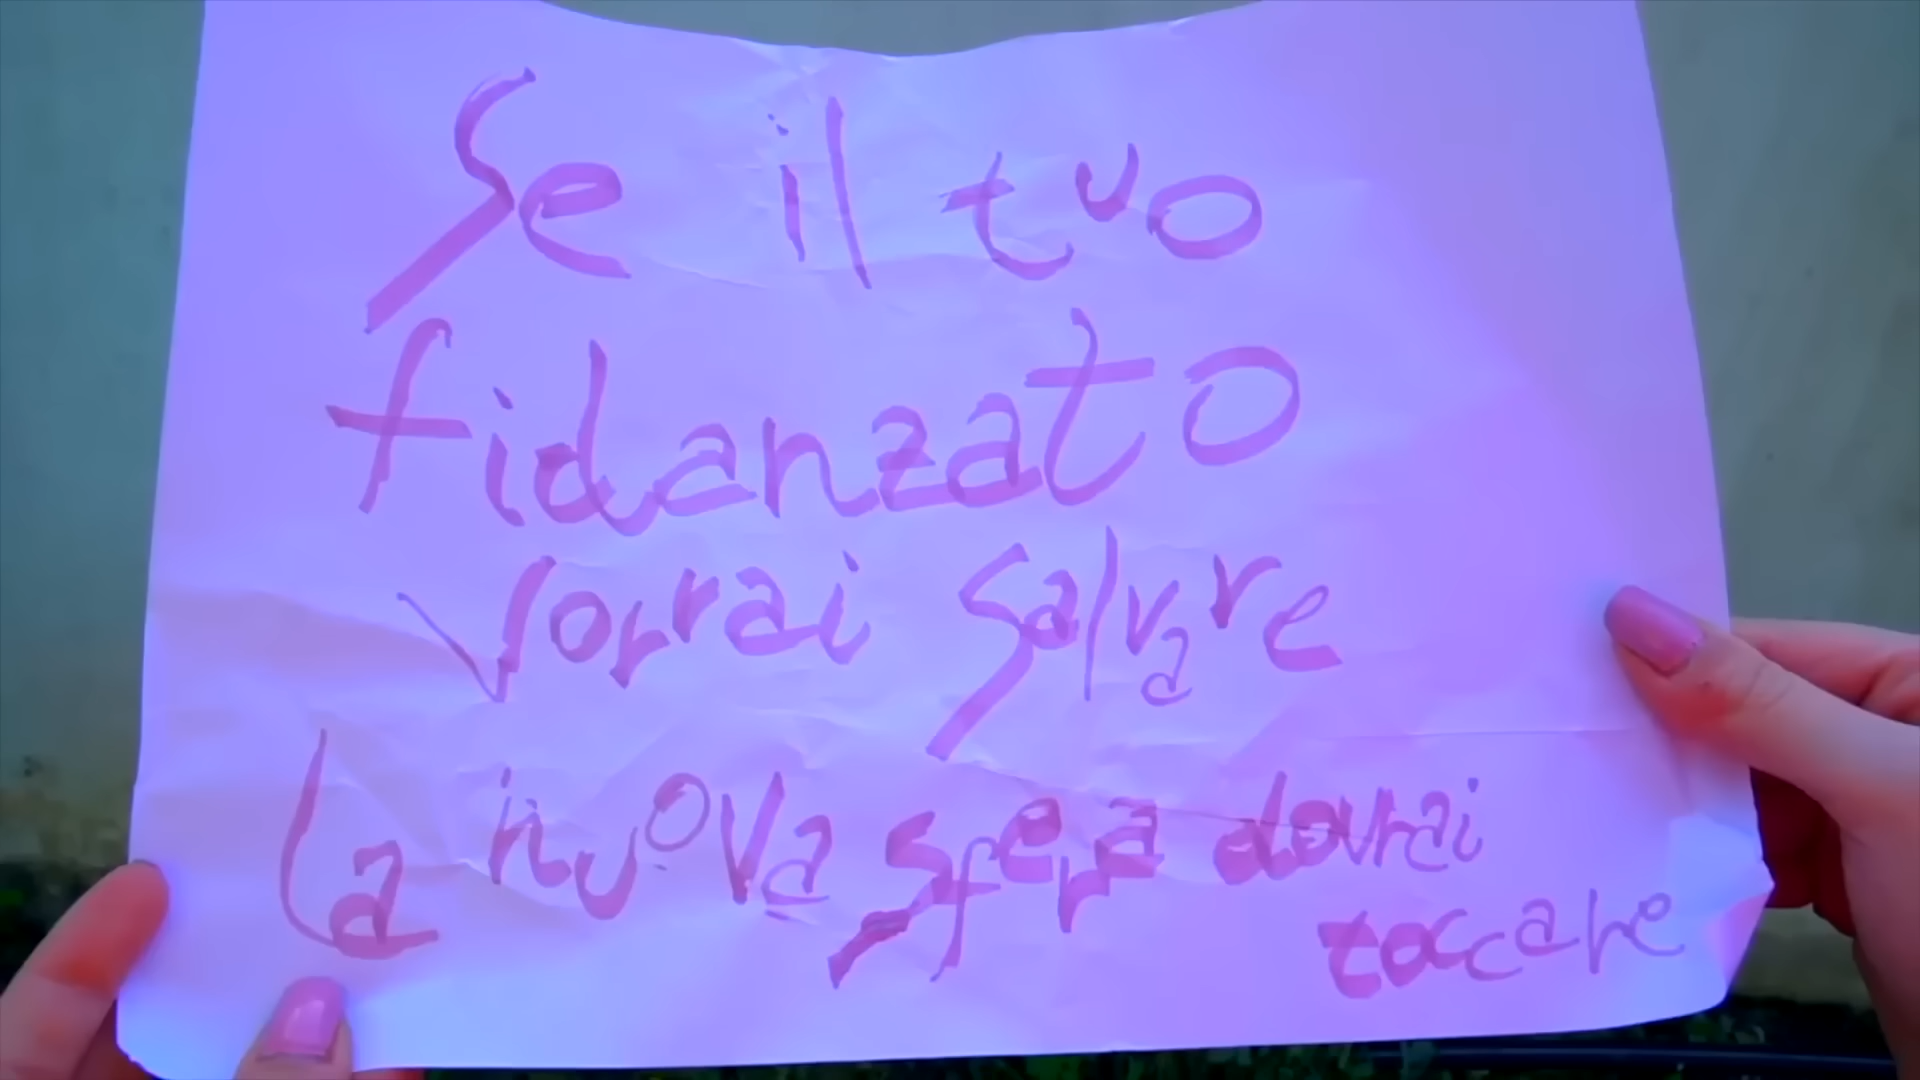 Se il tuo
fidanzato
vorrai salvare
La nuova sfera dovrai
toccare